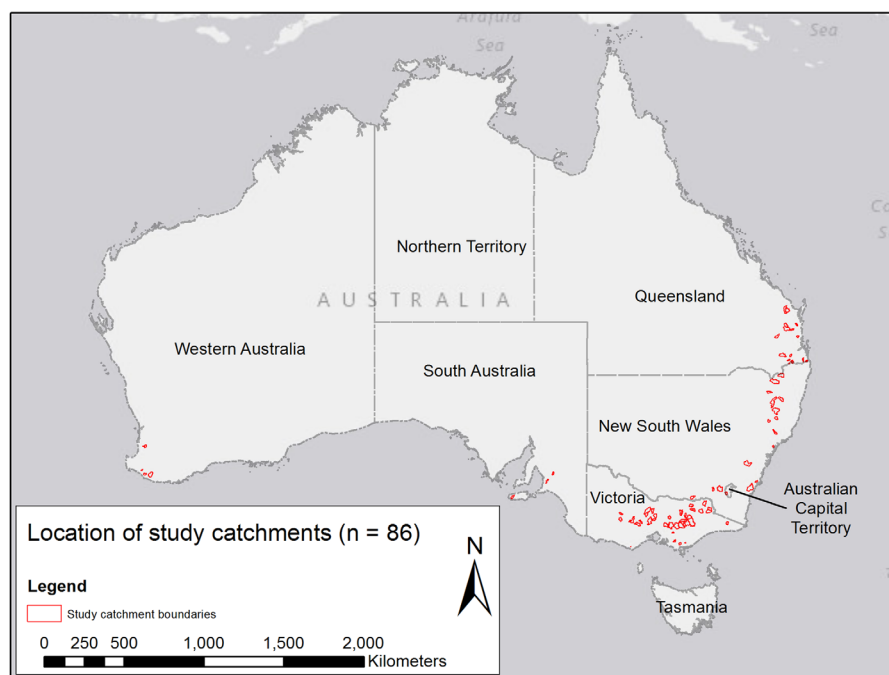 Arafura
Sea
Sea
Northern Territory
AUSTRALIA
Queensland
Western Australia
South Australia
New South Wales
Victoria
Australian
Capital
Territory
Tasmania
Location of study catchments (n = 86)
N
Legend
Study catchment boundaries
0 250 500 1,000 1,500 2,000
Kilometers